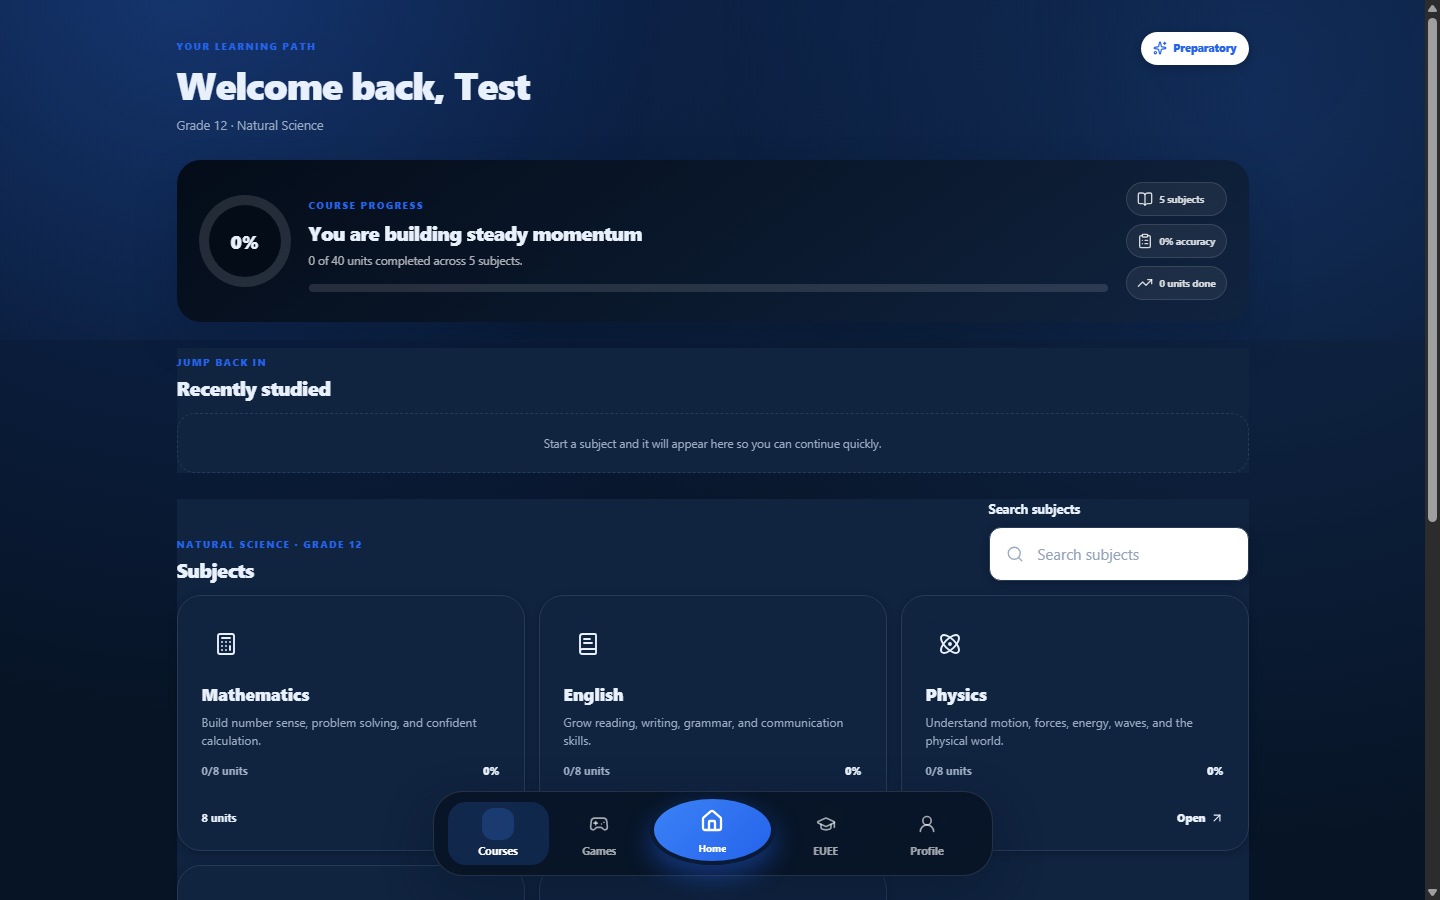 YOUR LEARNING PATH
Preparatory
Welcome back, Test
Grade 12 · Natural Science
0%
COURSE PROGRESS
You are building steady momentum
0 of 40 units completed across 5 subjects.
5 subjects
0% accuracy
0 units done
JUMP BACK IN
Recently studied
Start a subject and it will appear here so you can continue quickly.
Search subjects
NATURAL SCIENCE · GRADE 12
Subjects
Search subjects
Mathematics
Build number sense, problem solving, and confident
calculation.
0/8 units 0%
8 units
English
Grow reading, writing, grammar, and communication
skills.
0/8 units 0%
Physics
Understand motion, forces, energy, waves, and the
physical world.
0/8 units 0%
Open
Courses
Games
Home
EUEE
Profile